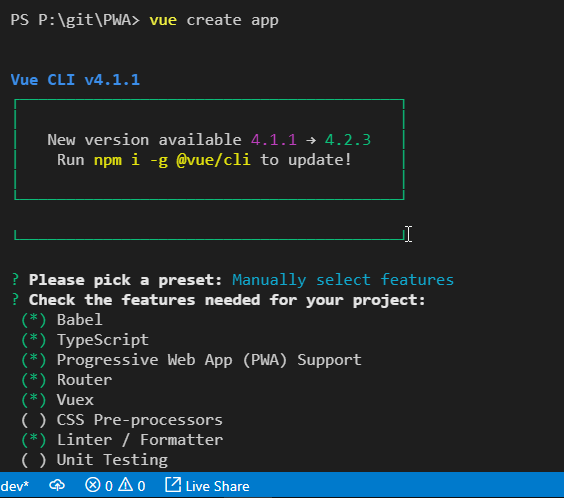 PS P:\git\PWA> vue create app
Vue CLI v4.1.1
New version available 4.1.1 → 4.2.3
Run npm i -g @vue/cli to update!
? Please pick a preset: Manually select features
? Check the features needed for your project:
(*) Babel
(*) TypeScript
(*) Progressive Web App (PWA) Support
(*) Router
(*) Vuex
( ) CSS Pre-processors
(*) Linter / Formatter
( ) Unit Testing
dev* 0 0 Live Share